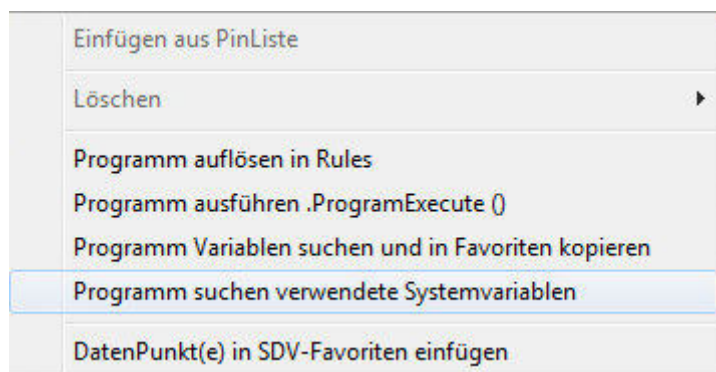 Einfügen aus PinListe
Löschen
Programm auflösen in Rules
Programm ausführen .ProgramExecute ()
Programm Variablen suchen und in Favoriten kopieren
Programm suchen verwendete Systemvariablen
DatenPunkt(e) in SDV-Favoriten einfügen